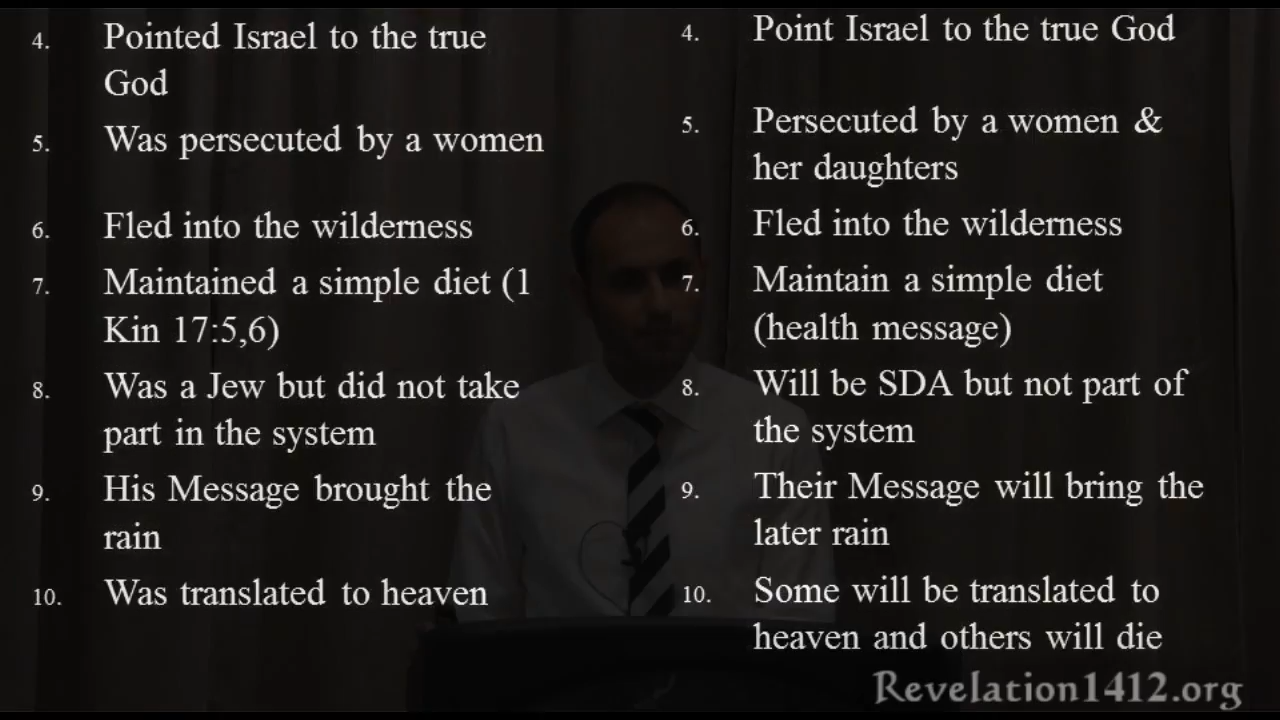 4. Pointed Israel to the true
God
5. Was persecuted by a women
6. Fled into the wilderness
7. Maintained a simple diet (1
Kin 17:5,6)
8. Was a Jew but did not take
part in the system
9. His Message brought the
rain
10. Was translated to heaven
4. Point Israel to the true God
5. Persecuted by a women &
her daughters
6. Fled into the wilderness
7. Maintain a simple diet
(health message)
8. Will be SDA but not part of
the system
9. Their Message will bring the
later rain
10. Some will be translated to
heaven and others will die
Revelation1412.org